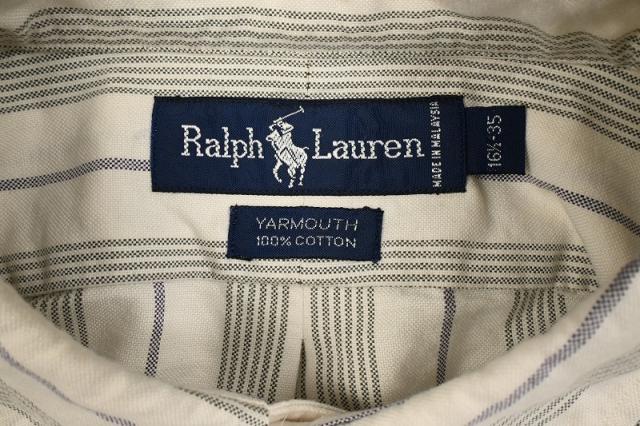 Ralph Lauren
MADE IN MALAYSIA
16½-35
YARMOUTH
100% COTTON